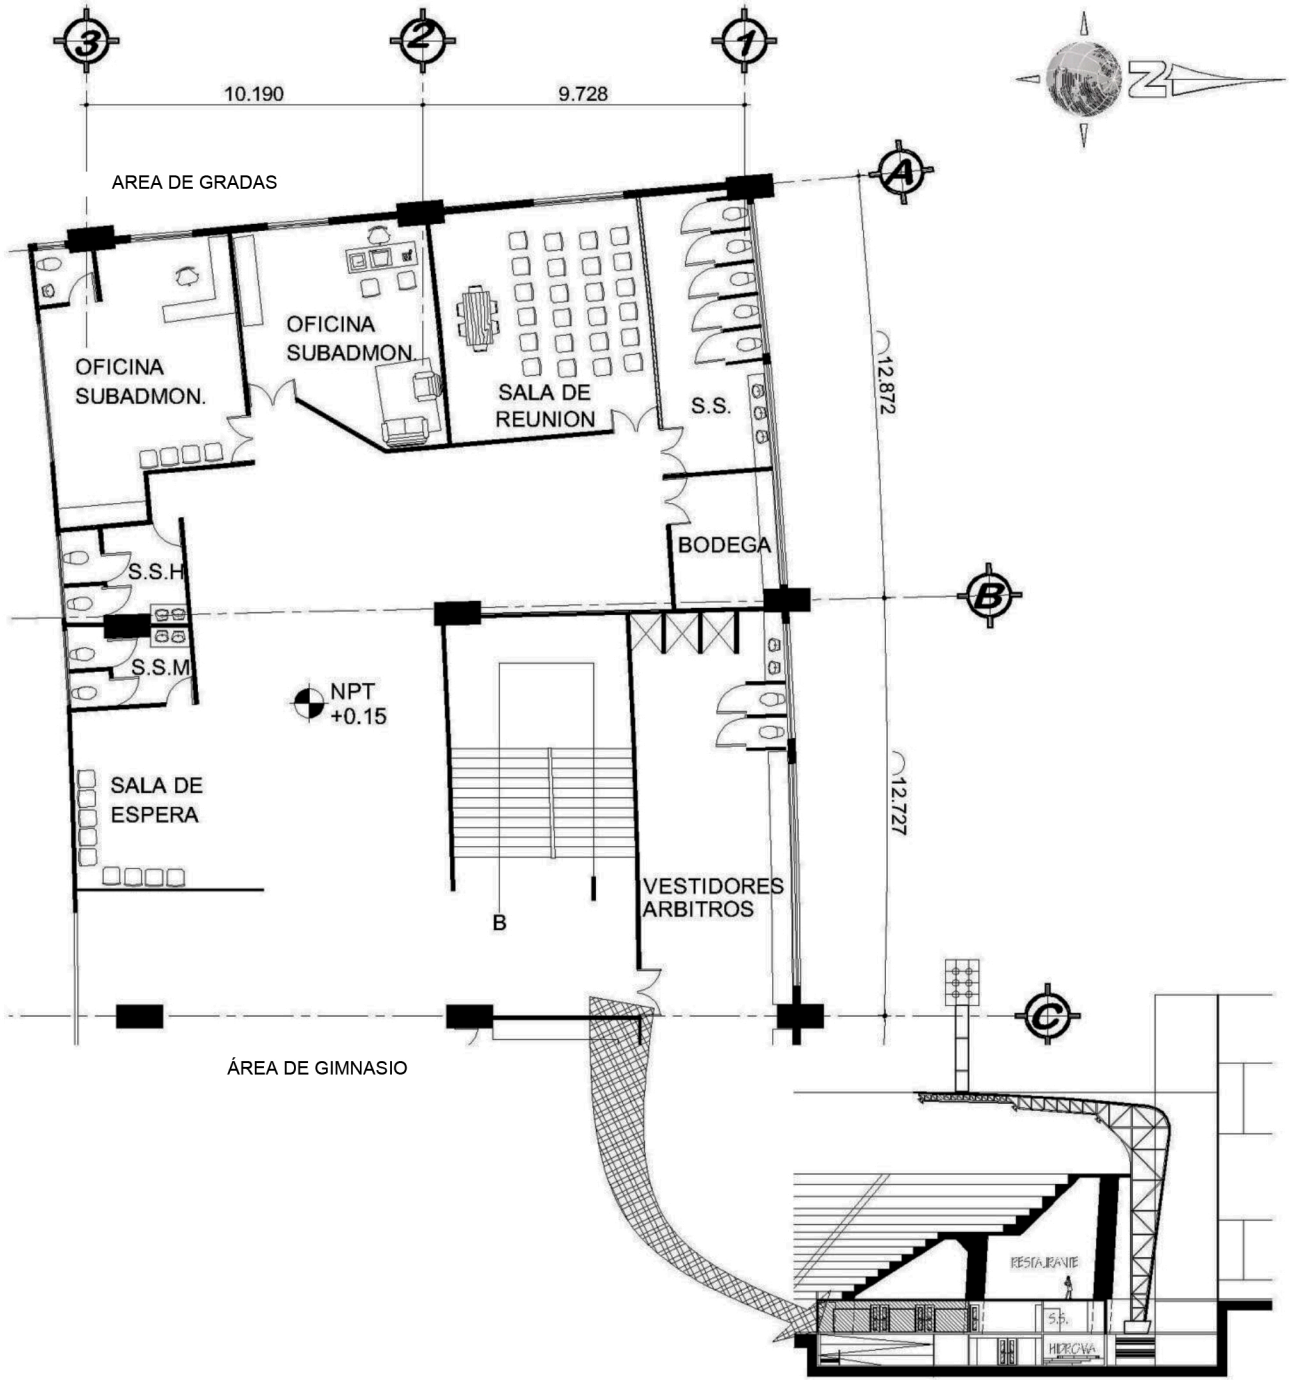 3
2
1
N
10.190
9.728
AREA DE GRADAS
A
OFICINA
SUBADMON.
OFICINA
SUBADMON.
SALA DE
REUNION
S.S.
12.872
BODEGA
S.S.H
B
S.S.M
NPT
+0.15
SALA DE
ESPERA
12.727
VESTIDORES
ARBITROS
B
C
ÁREA DE GIMNASIO
RESTAURANTE
S.S.